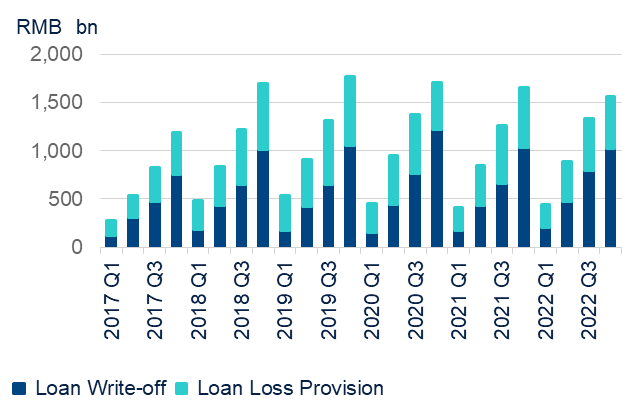 RMB bn
2,000
1,500
1,000
500
0
2017 Q1
2017 Q3
2018 Q1
2018 Q3
2019 Q1
2019 Q3
2020 Q1
2020 Q3
2021 Q1
2021 Q3
2022 Q1
2022 Q3
Loan Write-off Loan Loss Provision